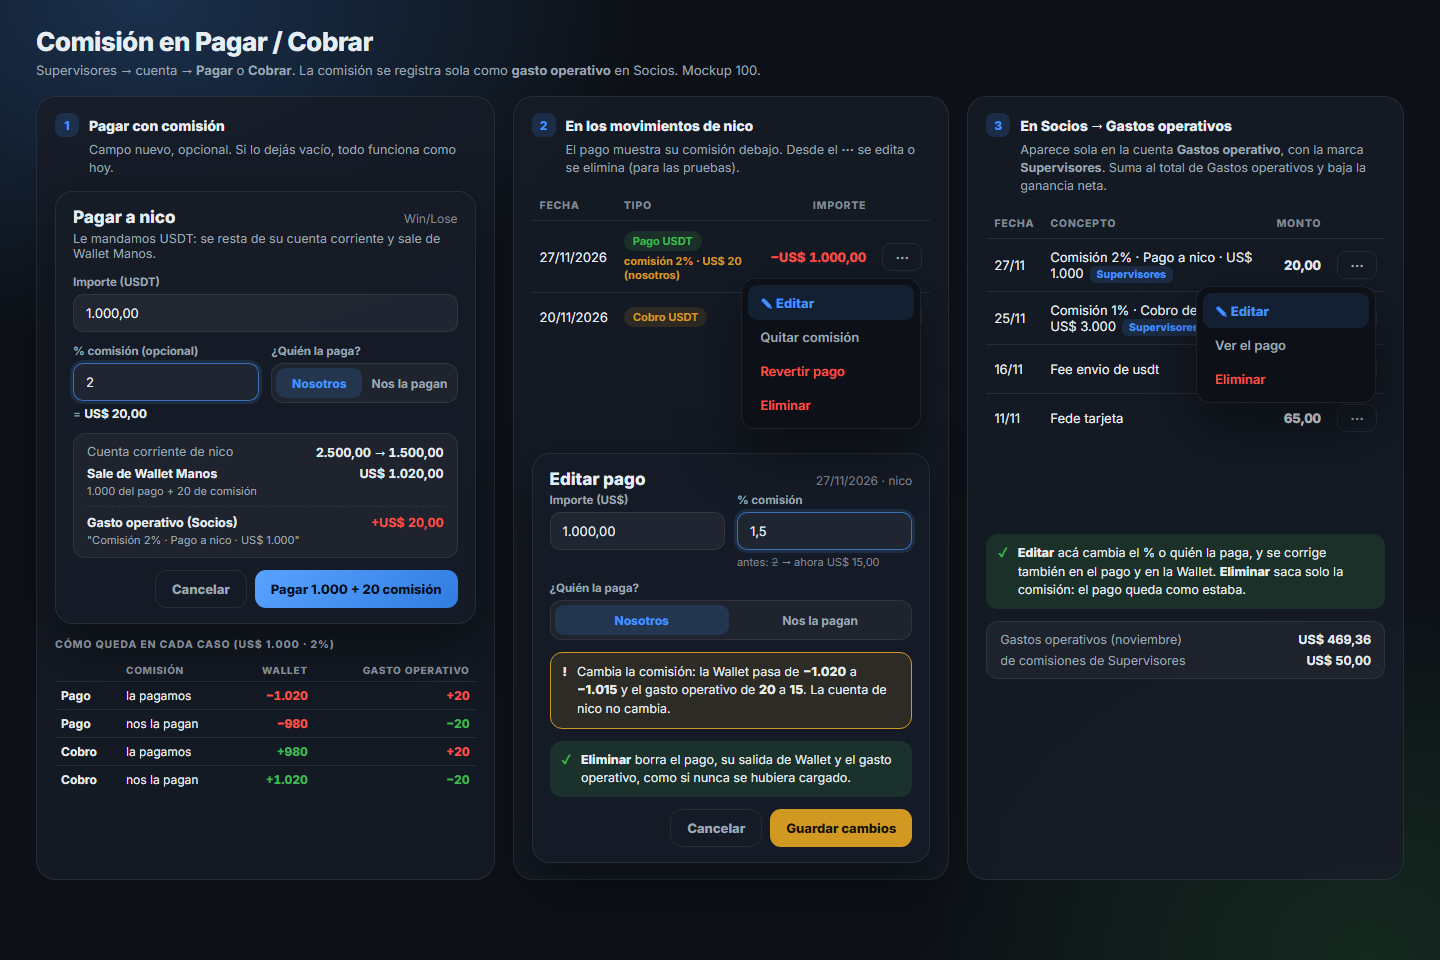 Comisión en Pagar / Cobrar
Supervisores → cuenta → Pagar o Cobrar. La comisión se registra sola como gasto operativo en Socios. Mockup 100.
1 Pagar con comisión
Campo nuevo, opcional. Si lo dejás vacío, todo funciona como
hoy.
Pagar a nico Win/Lose
Le mandamos USDT: se resta de su cuenta corriente y sale de
Wallet Manos.
Importe (USDT)
1.000,00
% comisión (opcional) ¿Quién la paga?
2 Nosotros Nos la pagan
= US$ 20,00
Cuenta corriente de nico 2.500,00 → 1.500,00
Sale de Wallet Manos US$ 1.020,00
1.000 del pago + 20 de comisión
Gasto operativo (Socios) +US$ 20,00
"Comisión 2% · Pago a nico · US$ 1.000"
Cancelar Pagar 1.000 + 20 comisión
CÓMO QUEDA EN CADA CASO (US$ 1.000 · 2%)
COMISIÓN WALLET GASTO OPERATIVO
Pago la pagamos −1.020 +20
Pago nos la pagan −980 −20
Cobro la pagamos +980 +20
Cobro nos la pagan +1.020 −20
2 En los movimientos de nico
El pago muestra su comisión debajo. Desde el ··· se edita o
se elimina (para las pruebas).
FECHA TIPO IMPORTE
27/11/2026 Pago USDT −US$ 1.000,00 ···
comisión 2% · US$ 20
(nosotros)
20/11/2026 Cobro USDT
✎ Editar
Quitar comisión
Revertir pago
Eliminar
Editar pago 27/11/2026 · nico
Importe (US$) % comisión
1.000,00 1,5
antes: 2 → ahora US$ 15,00
¿Quién la paga?
Nosotros Nos la pagan
! Cambia la comisión: la Wallet pasa de −1.020 a
−1.015 y el gasto operativo de 20 a 15. La cuenta de
nico no cambia.
✓ Eliminar borra el pago, su salida de Wallet y el gasto
operativo, como si nunca se hubiera cargado.
Cancelar Guardar cambios
3 En Socios → Gastos operativos
Aparece sola en la cuenta Gastos operativo, con la marca
Supervisores. Suma al total de Gastos operativos y baja la
ganancia neta.
FECHA CONCEPTO MONTO
27/11 Comisión 2% · Pago a nico · US$ 20,00 ···
1.000 Supervisores
25/11 Comisión 1% · Cobro de
US$ 3.000 Supervisores
16/11 Fee envio de usdt
11/11 Fede tarjeta 65,00 ···
✎ Editar
Ver el pago
Eliminar
✓ Editar acá cambia el % o quién la paga, y se corrige
también en el pago y en la Wallet. Eliminar saca solo la
comisión: el pago queda como estaba.
Gastos operativos (noviembre) US$ 469,36
de comisiones de Supervisores US$ 50,00